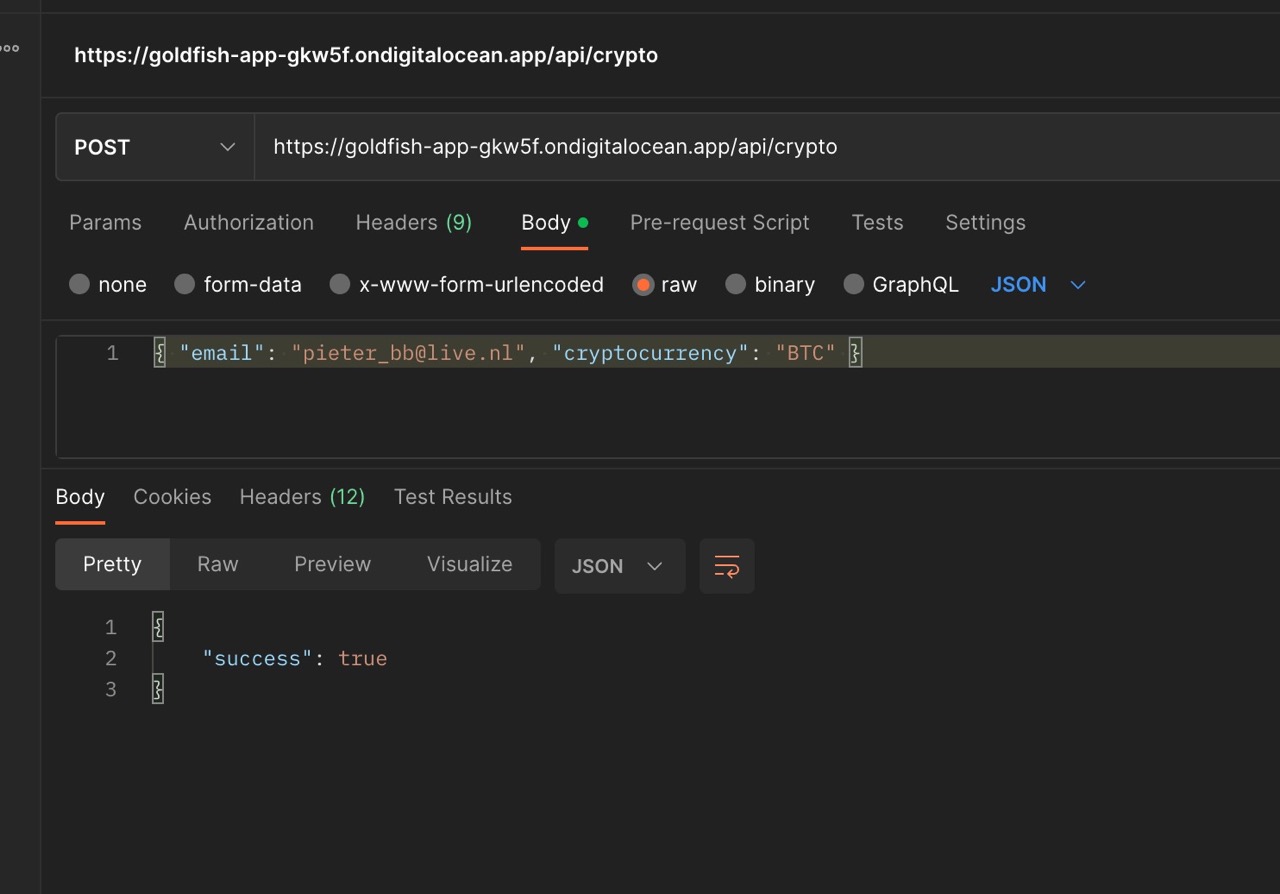 https://goldfish-app-gkw5f.ondigitalocean.app/api/crypto
POST https://goldfish-app-gkw5f.ondigitalocean.app/api/crypto
Params Authorization Headers (9) Body Pre-request Script Tests Settings
none form-data x-www-form-urlencoded raw binary GraphQL JSON
1 { "email": "pieter_bb@live.nl", "cryptocurrency": "BTC" }
Body Cookies Headers (12) Test Results
Pretty Raw Preview Visualize JSON
1 {
2 "success": true
3 }